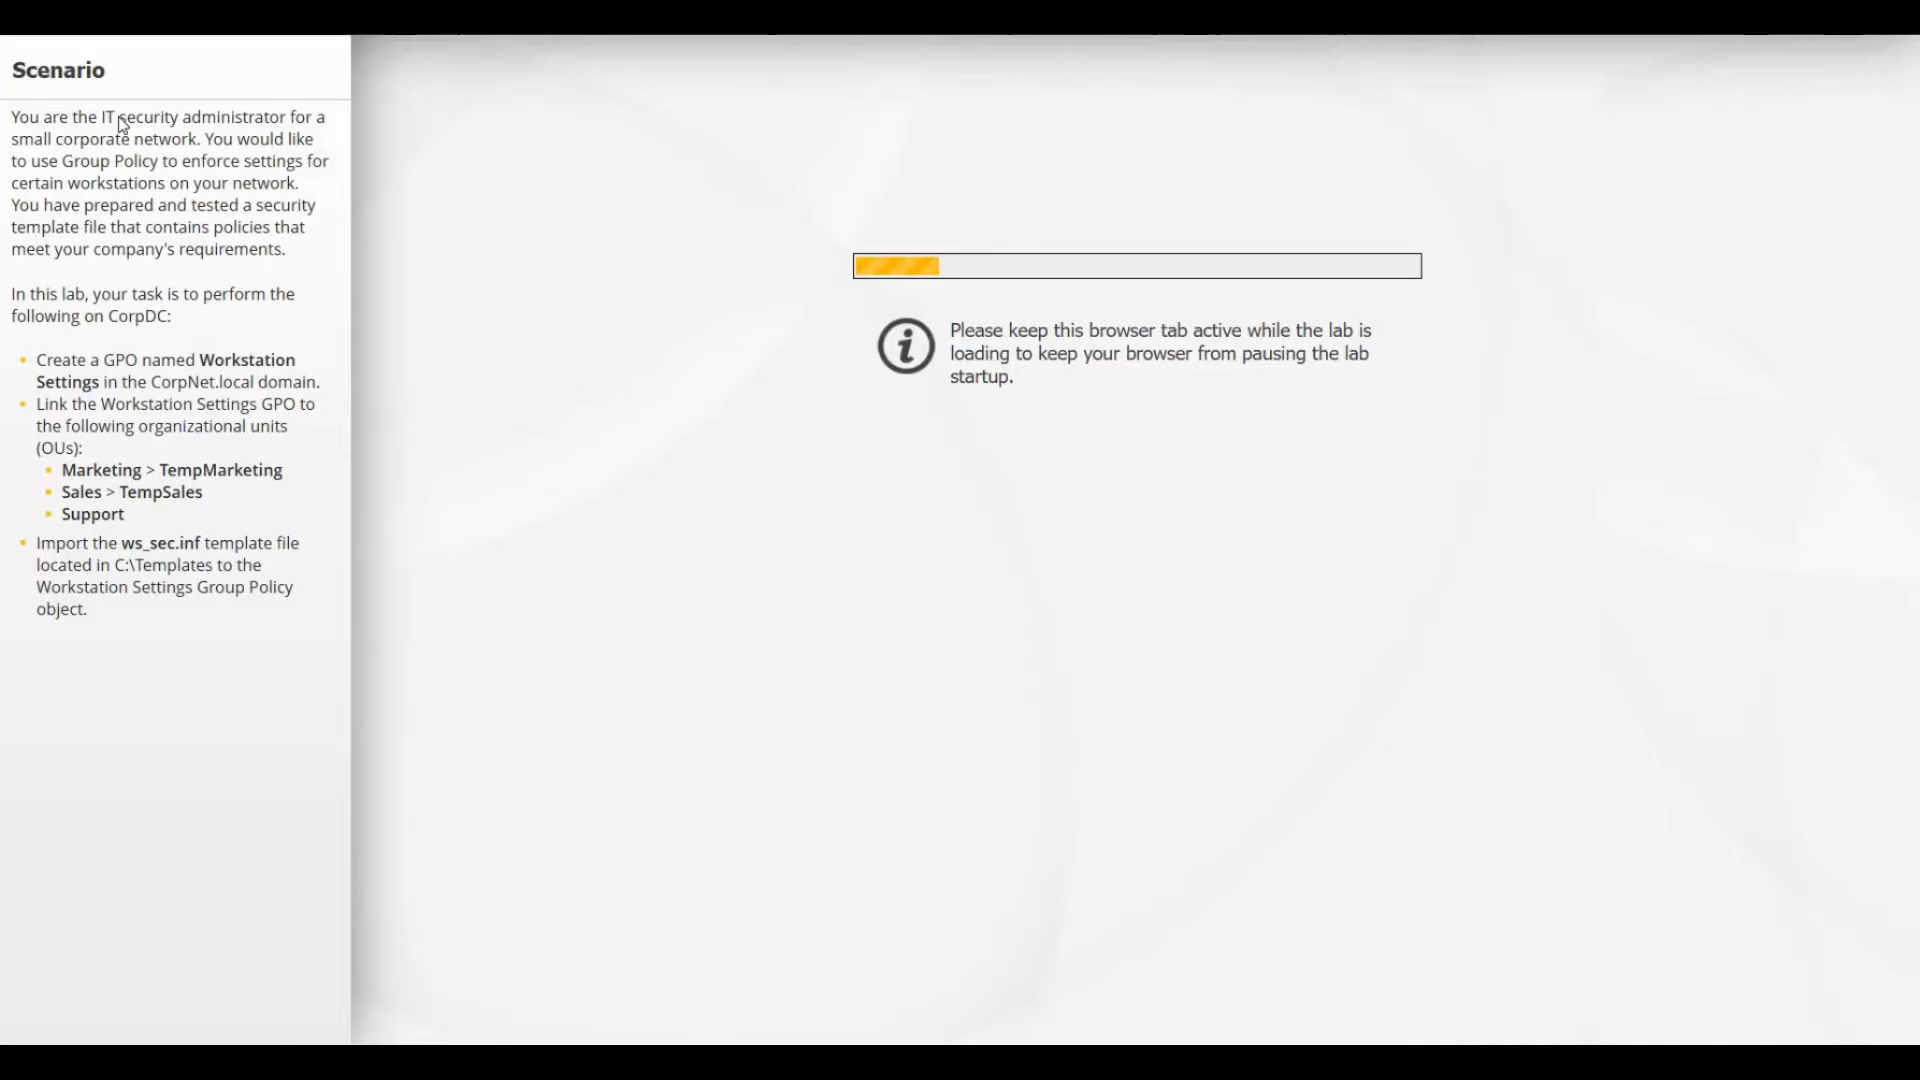 Scenario
You are the IT security administrator for a
small corporate network. You would like
to use Group Policy to enforce settings for
certain workstations on your network.
You have prepared and tested a security
template file that contains policies that
meet your company's requirements.
In this lab, your task is to perform the
following on CorpDC:
Create a GPO named Workstation
Settings in the CorpNet.local domain.
Link the Workstation Settings GPO to
the following organizational units
(OUs):
Marketing > TempMarketing
Sales > TempSales
Support
Import the ws_sec.inf template file
located in C:\Templates to the
Workstation Settings Group Policy
object.
Please keep this browser tab active while the lab is
loading to keep your browser from pausing the lab
startup.